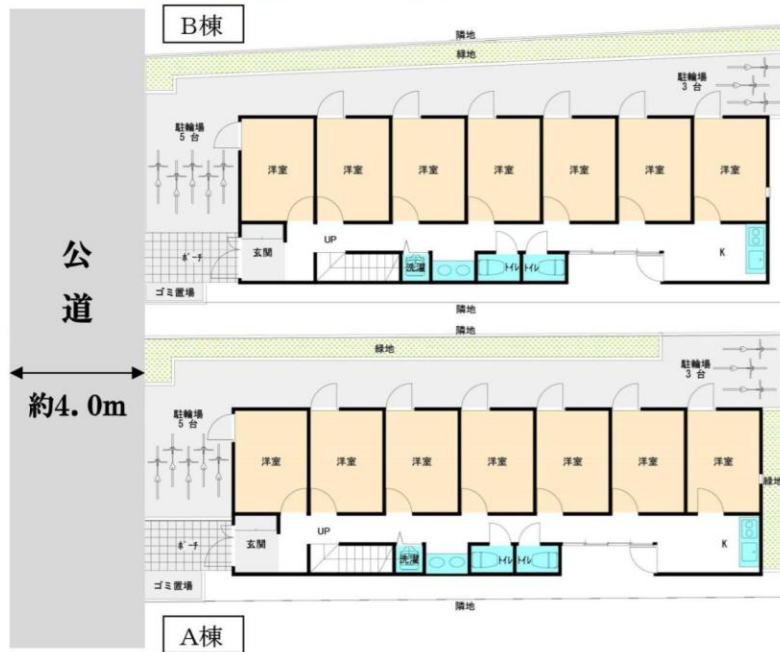 B棟
隣地
緑地
駐輪場
3 台
駐輪場
5 台
洋室
洋室
洋室
洋室
洋室
洋室
洋室
UP
ポーチ
玄関
洗濯
トイレ
トイレ
K
ゴミ置場
隣地
公道
約4.0m
隣地
緑地
駐輪場
3 台
駐輪場
5 台
洋室
洋室
洋室
洋室
洋室
洋室
洋室
緑地
UP
ポーチ
玄関
洗濯
トイレ
トイレ
K
ゴミ置場
隣地
A棟